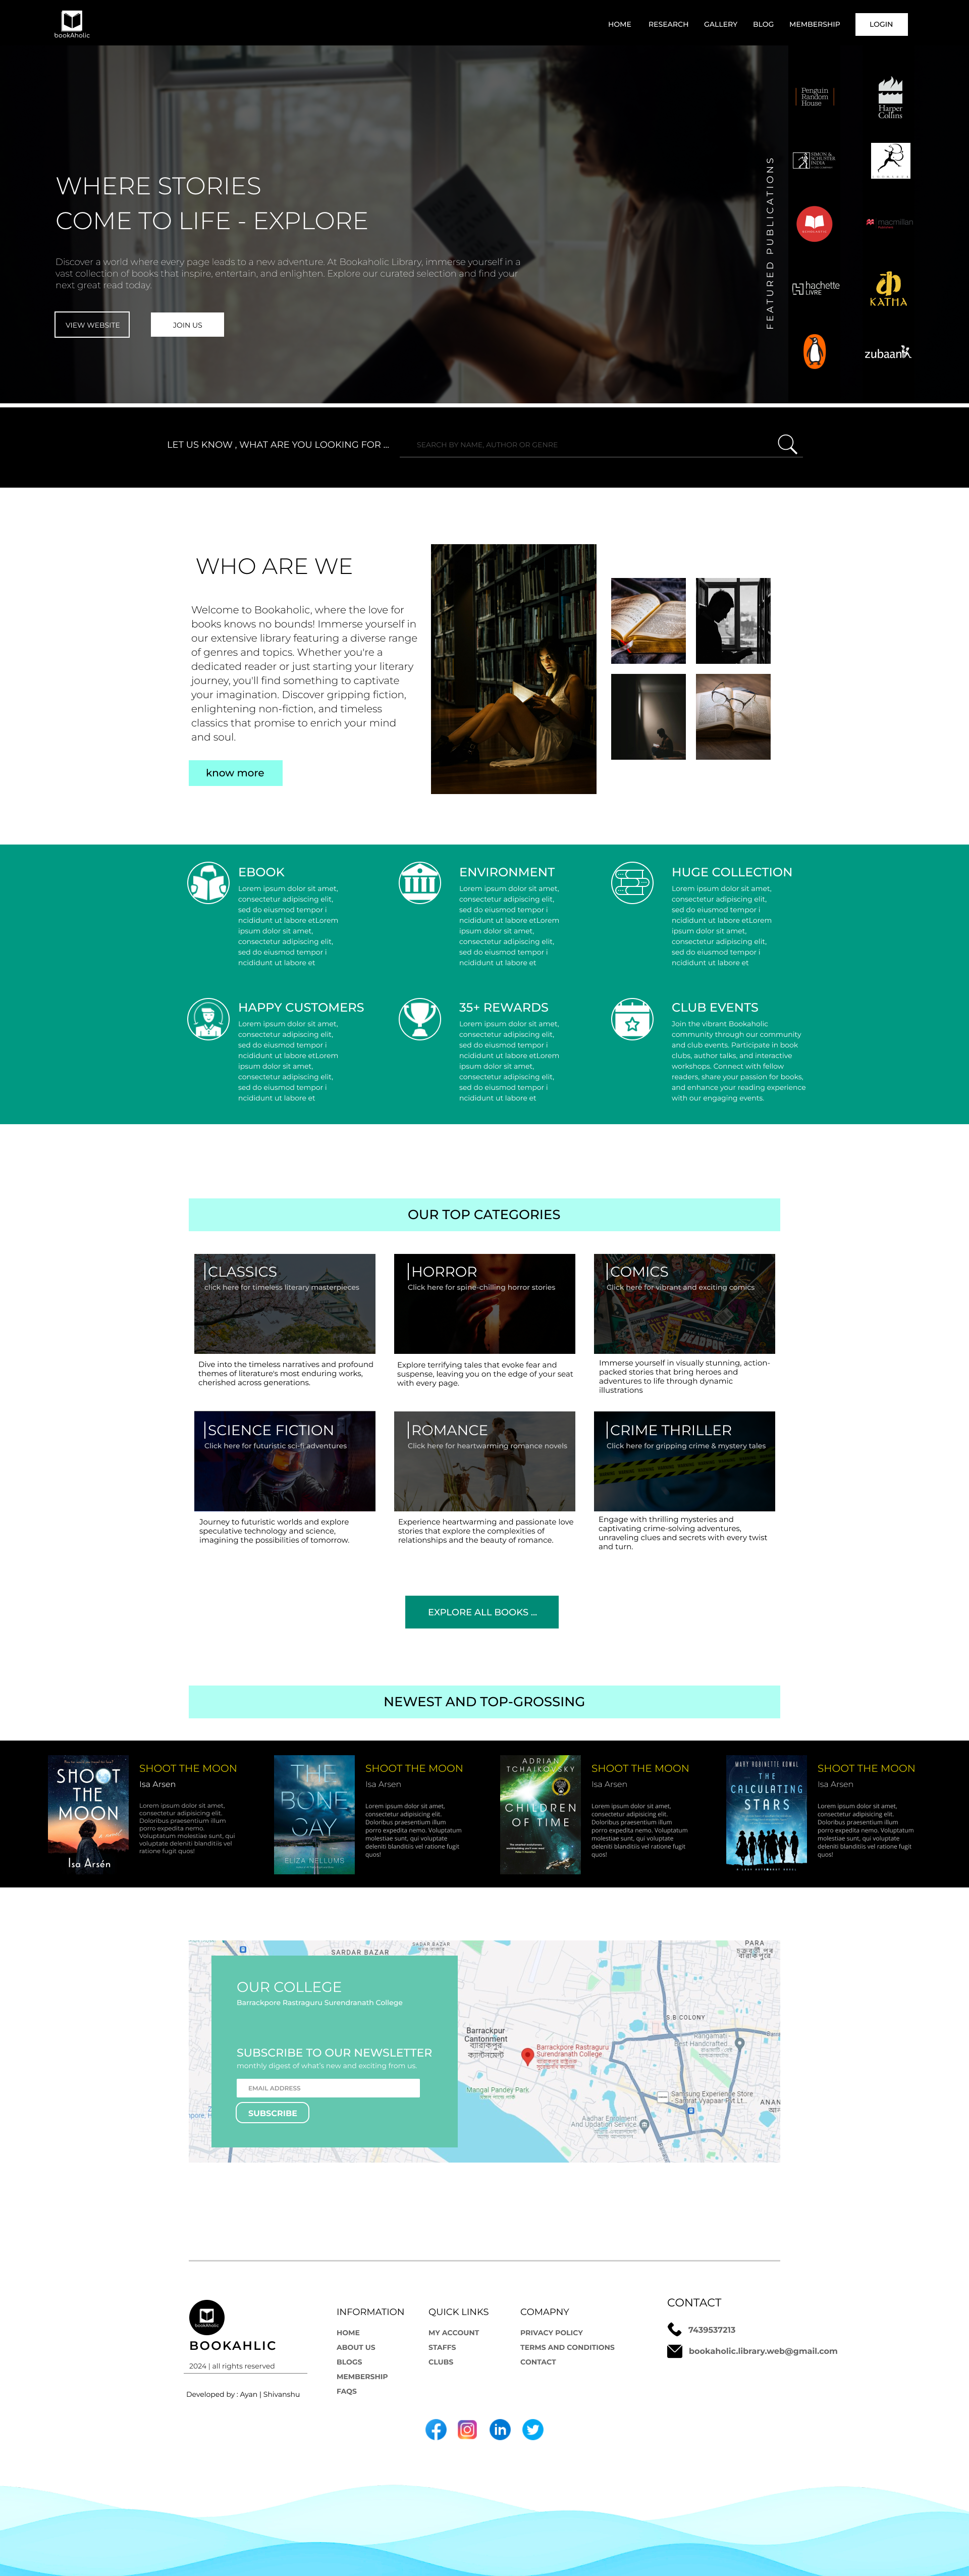 bookAholic
HOME RESEARCH GALLERY BLOG MEMBERSHIP LOGIN
WHERE STORIES
COME TO LIFE - EXPLORE
Discover a world where every page leads to a new adventure. At Bookaholic Library, immerse yourself in a
vast collection of books that inspire, entertain, and enlighten. Explore our curated selection and find your
next great read today.
VIEW WEBSITE
JOIN US
FEATURED PUBLICATIONS
Penguin
Random
House
Harper
Collins
SIMON &
SCHUSTER
INDIA
SCHOLASTIC
macmillan
hachette
LIVRE
KATHA
zubaan
LET US KNOW , WHAT ARE YOU LOOKING FOR ...
SEARCH BY NAME, AUTHOR OR GENRE
WHO ARE WE
Welcome to Bookaholic, where the love for
books knows no bounds! Immerse yourself in
our extensive library featuring a diverse range
of genres and topics. Whether you're a
dedicated reader or just starting your literary
journey, you'll find something to captivate
your imagination. Discover gripping fiction,
enlightening non-fiction, and timeless
classics that promise to enrich your mind
and soul.
know more
EBOOK
Lorem ipsum dolor sit amet,
consectetur adipiscing elit,
sed do eiusmod tempor i
ncididunt ut labore etLorem
ipsum dolor sit amet,
consectetur adipiscing elit,
sed do eiusmod tempor i
ncididunt ut labore et
ENVIRONMENT
Lorem ipsum dolor sit amet,
consectetur adipiscing elit,
sed do eiusmod tempor i
ncididunt ut labore etLorem
ipsum dolor sit amet,
consectetur adipiscing elit,
sed do eiusmod tempor i
ncididunt ut labore et
HUGE COLLECTION
Lorem ipsum dolor sit amet,
consectetur adipiscing elit,
sed do eiusmod tempor i
ncididunt ut labore etLorem
ipsum dolor sit amet,
consectetur adipiscing elit,
sed do eiusmod tempor i
ncididunt ut labore et
HAPPY CUSTOMERS
Lorem ipsum dolor sit amet,
consectetur adipiscing elit,
sed do eiusmod tempor i
ncididunt ut labore etLorem
ipsum dolor sit amet,
consectetur adipiscing elit,
sed do eiusmod tempor i
ncididunt ut labore et
35+ REWARDS
Lorem ipsum dolor sit amet,
consectetur adipiscing elit,
sed do eiusmod tempor i
ncididunt ut labore etLorem
ipsum dolor sit amet,
consectetur adipiscing elit,
sed do eiusmod tempor i
ncididunt ut labore et
CLUB EVENTS
Join the vibrant Bookaholic
community through our community
and club events. Participate in book
clubs, author talks, and interactive
workshops. Connect with fellow
readers, share your passion for books,
and enhance your reading experience
with our engaging events.
OUR TOP CATEGORIES
CLASSICS
click here for timeless literary masterpieces
Dive into the timeless narratives and profound
themes of literature's most enduring works,
cherished across generations.
HORROR
Click here for spine-chilling horror stories
Explore terrifying tales that evoke fear and
suspense, leaving you on the edge of your seat
with every page.
COMICS
Click here for vibrant and exciting comics
DEADPOOL
Immerse yourself in visually stunning, action-
packed stories that bring heroes and
adventures to life through dynamic
illustrations
SCIENCE FICTION
Click here for futuristic sci-fi adventures
Journey to futuristic worlds and explore
speculative technology and science,
imagining the possibilities of tomorrow.
ROMANCE
Click here for heartwarming romance novels
Experience heartwarming and passionate love
stories that explore the complexities of
relationships and the beauty of romance.
CRIME THRILLER
Click here for gripping crime & mystery tales
Engage with thrilling mysteries and
captivating crime-solving adventures,
unraveling clues and secrets with every twist
and turn.
EXPLORE ALL BOOKS ...
NEWEST AND TOP-GROSSING
SHOOT
THE
MOON
Isa Arsén
SHOOT THE MOON
Isa Arsen
Lorem ipsum dolor sit amet,
consectetur adipisicing elit.
Doloribus praesentium illum
porro expedita nemo.
Voluptatum molestiae sunt, qui
voluptate deleniti blanditiis vel
ratione fugit quos!
THE
BONE
CAY
ELIZA NELLUMS
SHOOT THE MOON
Isa Arsen
Lorem ipsum dolor sit amet,
consectetur adipisicing elit.
Doloribus praesentium illum
porro expedita nemo. Voluptatum
molestiae sunt, qui voluptate
deleniti blanditiis vel ratione fugit
quos!
ADRIAN
TCHAIKOVSKY
CHILDREN
OF TIME
SHOOT THE MOON
Isa Arsen
Lorem ipsum dolor sit amet,
consectetur adipisicing elit.
Doloribus praesentium illum
porro expedita nemo. Voluptatum
molestiae sunt, qui voluptate
deleniti blanditiis vel ratione fugit
quos!
MARY ROBINETTE KOWAL
THE
CALCULATING
STARS
A LADY ASTRONAUT NOVEL
SHOOT THE MOON
Isa Arsen
Lorem ipsum dolor sit amet,
consectetur adipisicing elit.
Doloribus praesentium illum
porro expedita nemo. Voluptatum
molestiae sunt, qui voluptate
deleniti blanditiis vel ratione fugit
quos!
SARDAR BAZAR
SADAR BAZAR
PARA
OUR COLLEGE
Barrackpore Rastraguru Surendranath College
SUBSCRIBE TO OUR NEWSLETTER
monthly digest of what's new and exciting from us.
EMAIL ADDRESS
SUBSCRIBE
S.B.COLONY
Barrackpur
Cantonment
ব্যারাকপুর
ক্যান্টনমেন্ট
Barrackpore Rastraguru
Surendranath College
Rangamati -
Best Handcrafted
Mangal Pandey Park
Samsung Experience Store
- Samrat Vyapaar Pvt Lt...
ANAN
Aadhar Enrolment
And Updation Service
BOOKAHLIC
2024 | all rights reserved
Developed by : Ayan | Shivanshu
INFORMATION
HOME
ABOUT US
BLOGS
MEMBERSHIP
FAQS
QUICK LINKS
MY ACCOUNT
STAFFS
CLUBS
COMAPNY
PRIVACY POLICY
TERMS AND CONDITIONS
CONTACT
CONTACT
7439537213
bookaholic.library.web@gmail.com